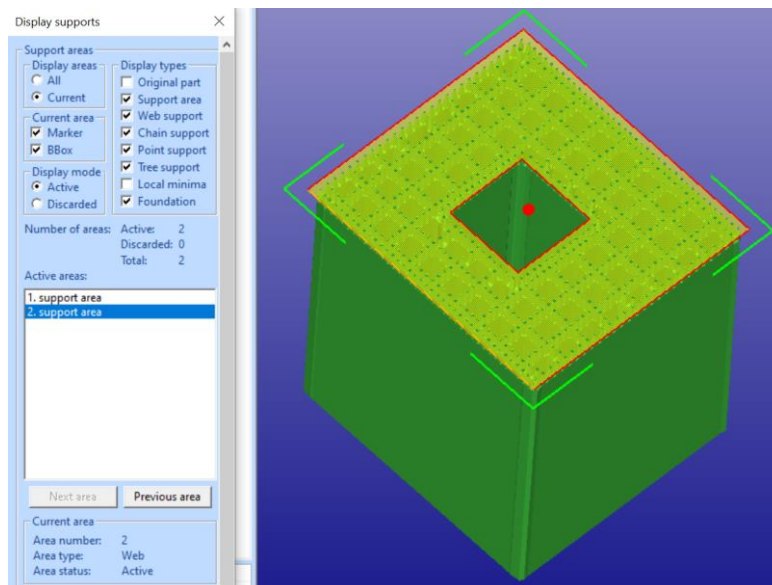 Display supports
Support areas
Display areas
All
Current
Current area
Marker
BBox
Display mode
Active
Discarded
Display types
Original part
Support area
Web support
Chain support
Point support
Tree support
Local minima
Foundation
Number of areas: Active: 2
Discarded: 0
Total: 2
Active areas:
1. support area
2. support area
Next area Previous area
Current area
Area number: 2
Area type: Web
Area status: Active